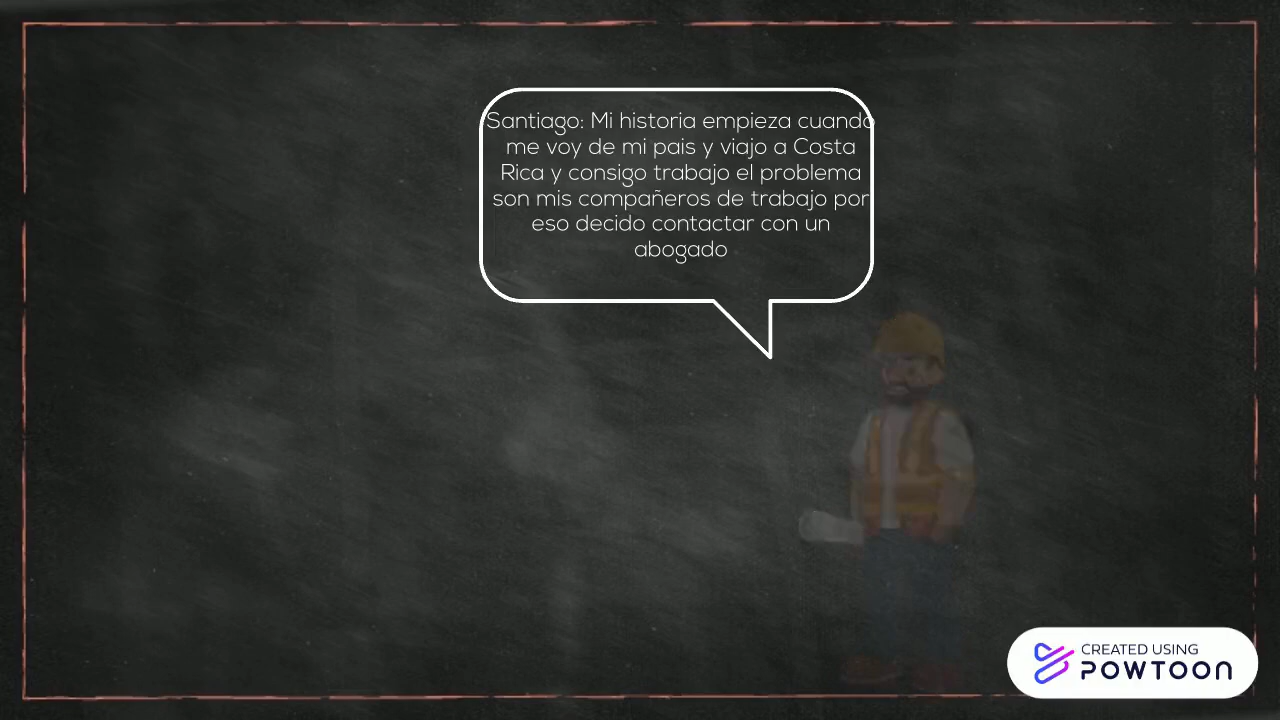 Santiago: Mi historia empieza cuando
me voy de mi pais y viajo a Costa
Rica y consigo trabajo el problema
son mis compañeros de trabajo por
eso decido contactar con un
abogado
CREATED USING
POWTOON